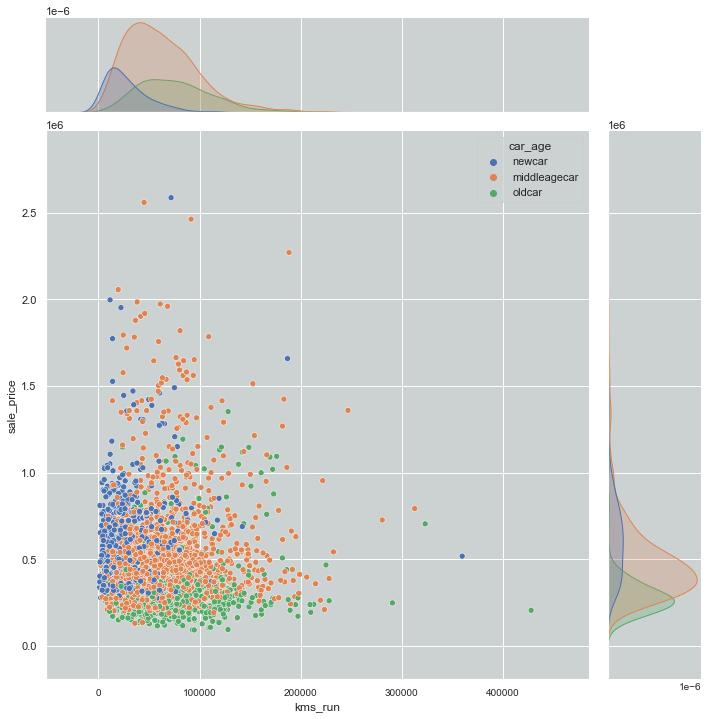 1e−6
1e6
1e6
car_age
newcar
middleagecar
oldcar
2.5
2.0
1.5
1.0
0.5
0.0
sale_price
0
100000
200000
300000
400000
1e−6
kms_run